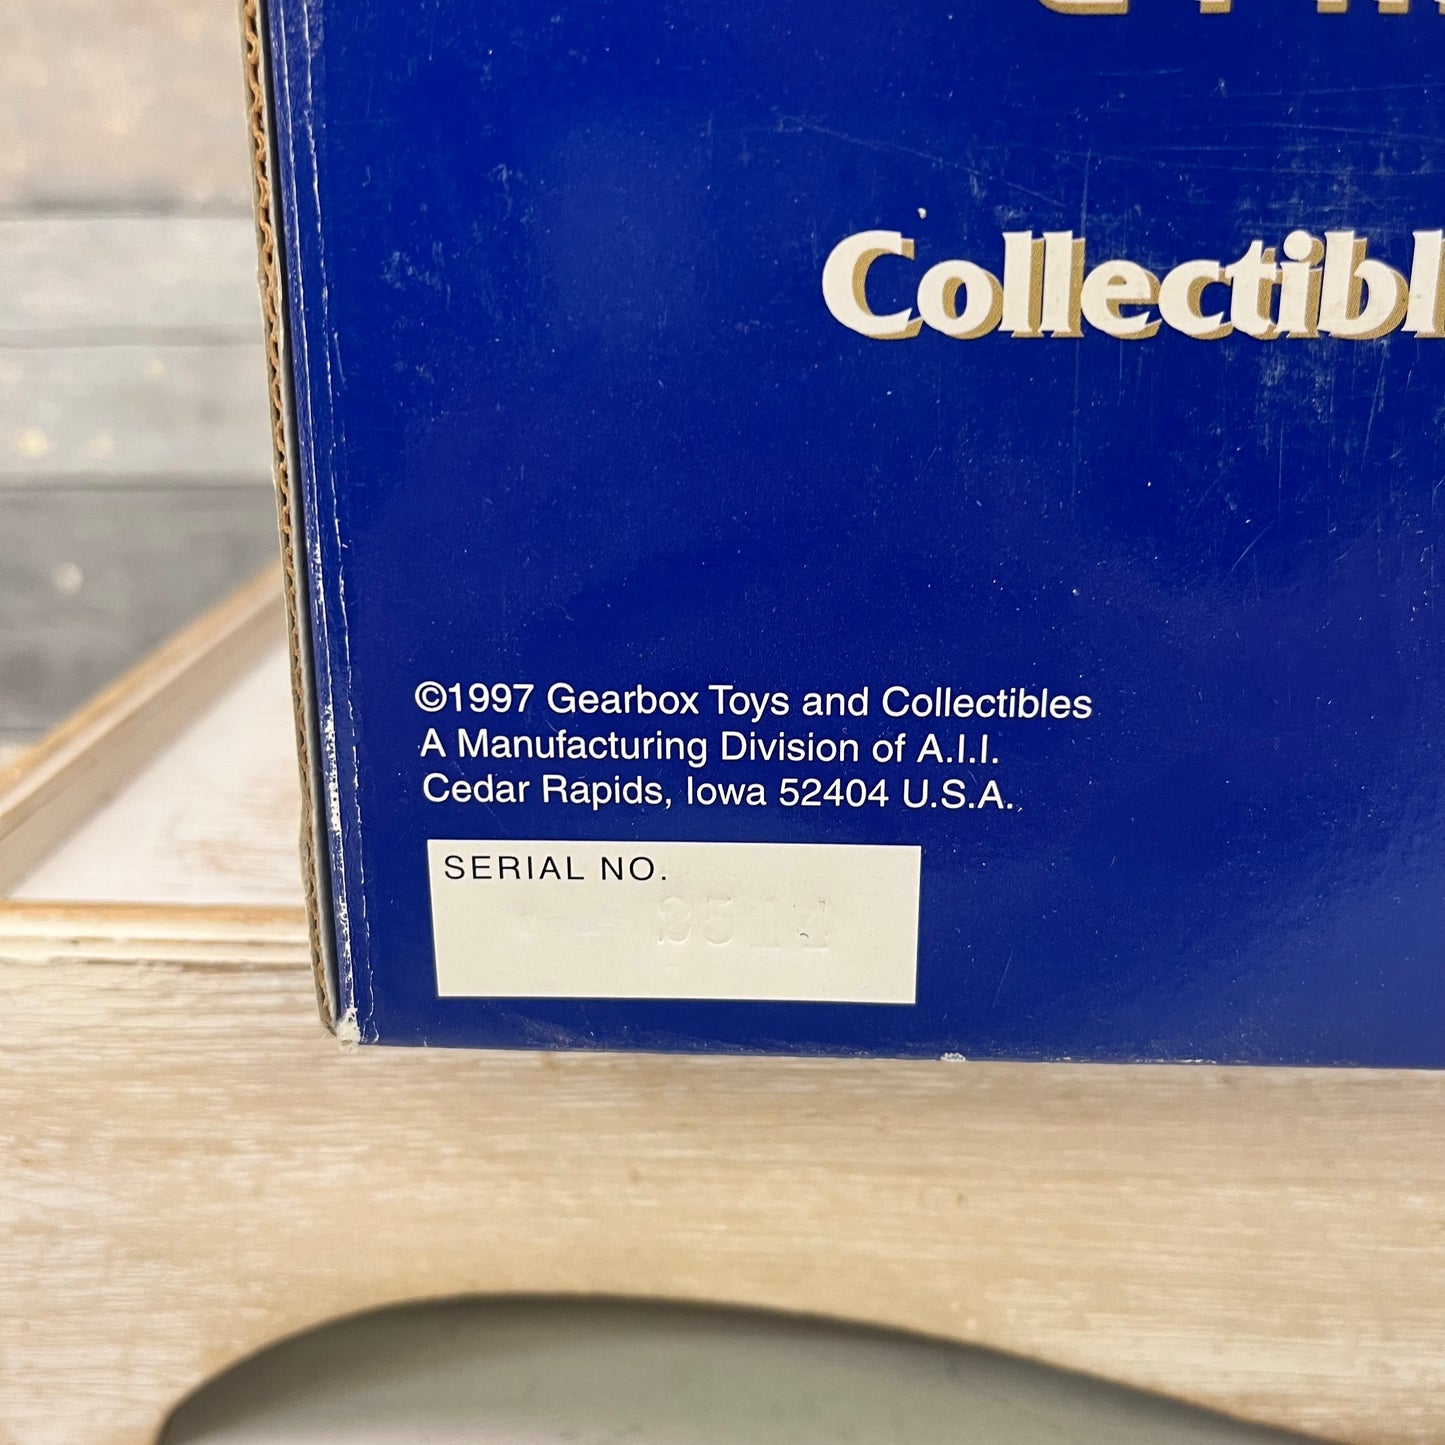 Collectibl
©1997 Gearbox Toys and Collectibles
A Manufacturing Division of A.I.I.
Cedar Rapids, Iowa 52404 U.S.A.
SERIAL NO.